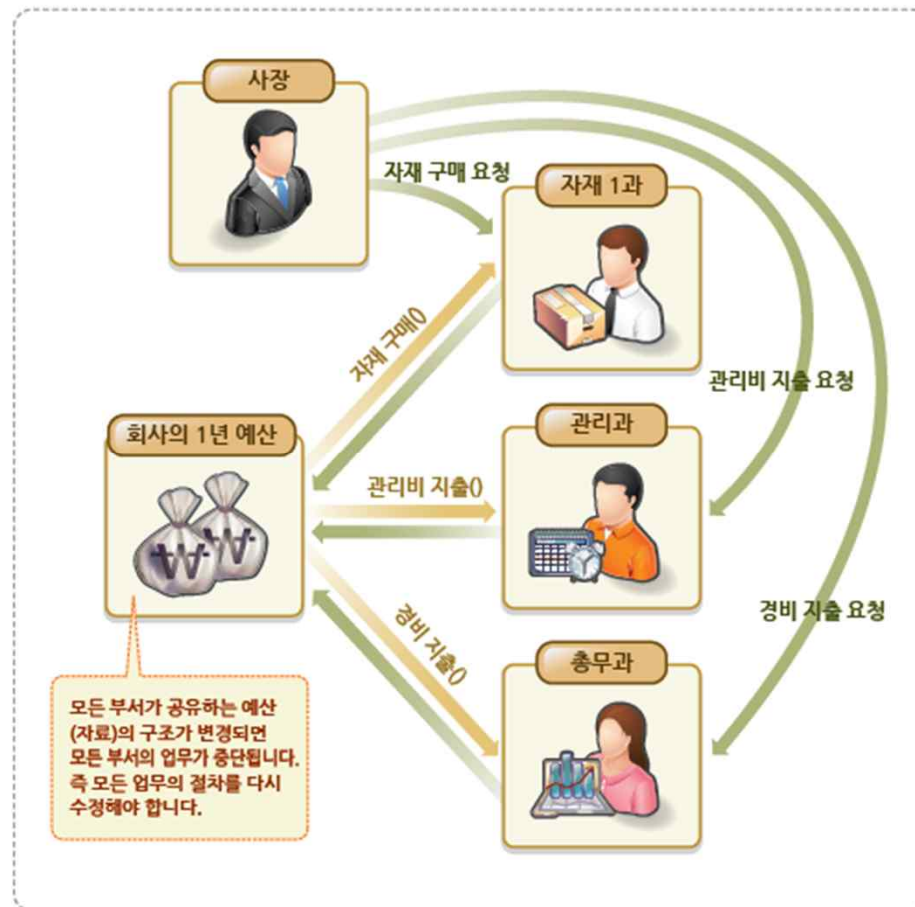 사장
자재 구매 요청
자재 1과
자재 구매()
관리비 지출 요청
회사의 1년 예산
관리과
관리비 지출()
₩ ₩
경비 지출 요청
경비 지출()
총무과
모든 부서가 공유하는 예산
(자료)의 구조가 변경되면
모든 부서의 업무가 중단됩니다.
즉 모든 업무의 절차를 다시
수정해야 합니다.